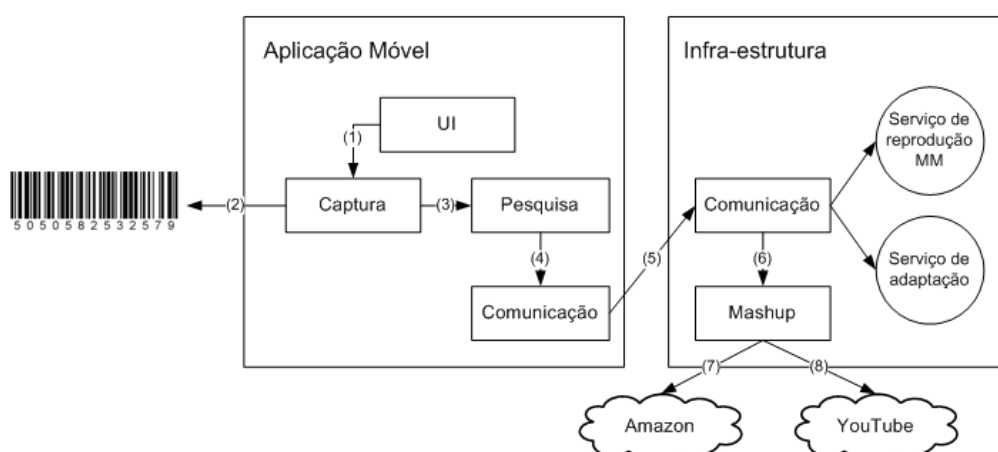 Aplicação Móvel
UI
(1)
(2)
Captura
(3)
Pesquisa
(4)
Comunicação
(5)
5050582532579
Infra-estrutura
Serviço de
reprodução
MM
Comunicação
(6)
Serviço de
adaptação
Mashup
(7)
(8)
Amazon
YouTube